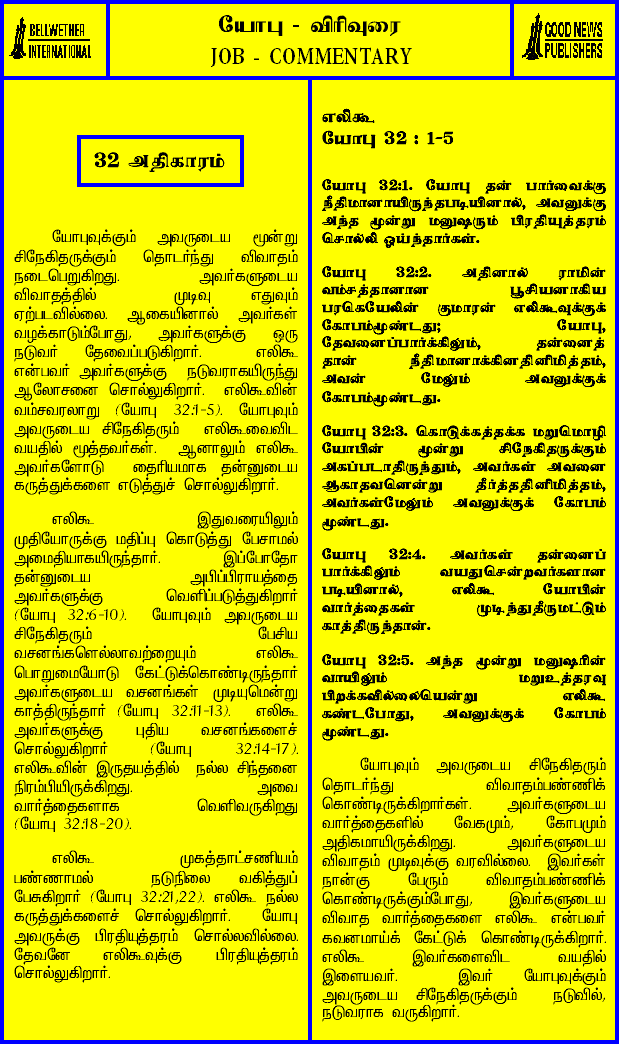 BELLWETHER
INTERNATIONAL
யோபு - விரிவுரை
JOB - COMMENTARY
GOOD NEWS
PUBLISHERS
32 அதிகாரம்
யோபுவுக்கும் அவருடைய மூன்று
சிநேகிதருக்கும் தொடர்ந்து விவாதம்
நடைபெறுகிறது. அவர்களுடைய
விவாதத்தில் முடிவு எதுவும்
ஏற்படவில்லை. ஆகையினால் அவர்கள்
வழக்காடும்போது, அவர்களுக்கு ஒரு
நடுவர் தேவைப்படுகிறார். எலிகூ
என்பவர் அவர்களுக்கு நடுவராகயிருந்து
ஆலோசனை சொல்லுகிறார். எலிகூவின்
வம்சவரலாறு (யோபு 32:1-5). யோபுவும்
அவருடைய சிநேகிதரும் எலிகூவைவிட
வயதில் மூத்தவர்கள். ஆனாலும் எலிகூ
அவர்களோடு தைரியமாக தன்னுடைய
கருத்துக்களை எடுத்துச் சொல்லுகிறார்.
எலிகூ இதுவரையிலும்
முதியோருக்கு மதிப்பு கொடுத்து பேசாமல்
அமைதியாகயிருந்தார். இப்போதோ
தன்னுடைய அபிப்பிராயத்தை
அவர்களுக்கு வெளிப்படுத்துகிறார்
(யோபு 32:6-10). யோபுவும் அவருடைய
சிநேகிதரும் பேசிய
வசனங்களெல்லாவற்றையும் எலிகூ
பொறுமையோடு கேட்டுக்கொண்டிருந்தார்
அவர்களுடைய வசனங்கள் முடியுமென்று
காத்திருந்தார் (யோபு 32:11-13). எலிகூ
அவர்களுக்கு புதிய வசனங்களைச்
சொல்லுகிறார் (யோபு 32:14-17).
எலிகூவின் இருதயத்தில் நல்ல சிந்தனை
நிரம்பியிருக்கிறது. அவை
வார்த்தைகளாக வெளிவருகிறது
(யோபு 32:18-20).
எலிகூ முகத்தாட்சணியம்
பண்ணாமல் நடுநிலை வகித்துப்
பேசுகிறார் (யோபு 32:21,22). எலிகூ நல்ல
கருத்துக்களைச் சொல்லுகிறார். யோபு
அவருக்கு பிரதியுத்தரம் சொல்லவில்லை.
தேவனே எலிகூவுக்கு பிரதியுத்தரம்
சொல்லுகிறார்.
எலிகூ
யோபு 32 : 1-5
யோபு 32:1. யோபு தன் பார்வைக்கு
நீதிமானாயிருந்தபடியினால், அவனுக்கு
அந்த மூன்று மனுஷரும் பிரதியுத்தரம்
சொல்லி ஓய்ந்தார்கள்.
யோபு 32:2. அதினால் ராமின்
வம்சத்தானான பூசியனாகிய
பரகெயேலின் குமாரன் எலிகூவுக்குக்
கோபம்மூண்டது; யோபு,
தேவனைப்பார்க்கிலும், தன்னைத்
தான் நீதிமானாக்கினதினிமித்தம்,
அவன் மேலும் அவனுக்குக்
கோபம்மூண்டது.
யோபு 32:3. கொடுக்கத்தக்க மறுமொழி
யோபின் மூன்று சிநேகிதருக்கும்
அகப்படாதிருந்தும், அவர்கள் அவனை
ஆகாதவனென்று தீர்த்ததினிமித்தம்,
அவர்கள்மேலும் அவனுக்குக் கோபம்
மூண்டது.
யோபு 32:4. அவர்கள் தன்னைப்
பார்க்கிலும் வயதுசென்றவர்களான
படியினால், எலிகூ யோபின்
வார்த்தைகள் முடிந்துதீருமட்டும்
காத்திருந்தான்.
யோபு 32:5. அந்த மூன்று மனுஷரின்
வாயிலும் மறுஉத்தரவு
பிறக்கவில்லையென்று எலிகூ
கண்டபோது, அவனுக்குக் கோபம்
மூண்டது.
யோபுவும் அவருடைய சிநேகிதரும்
தொடர்ந்து விவாதம்பண்ணிக்
கொண்டிருக்கிறார்கள். அவர்களுடைய
வார்த்தைகளில் வேகமும், கோபமும்
அதிகமாயிருக்கிறது. அவர்களுடைய
விவாதம் முடிவுக்கு வரவில்லை. இவர்கள்
நான்கு பேரும் விவாதம்பண்ணிக்
கொண்டிருக்கும்போது, இவர்களுடைய
விவாத வார்த்தைகளை எலிகூ என்பவர்
கவனமாய்க் கேட்டுக் கொண்டிருக்கிறார்.
எலிகூ இவர்களைவிட வயதில்
இளையவர். இவர் யோபுவுக்கும்
அவருடைய சிநேகிதருக்கும் நடுவில்,
நடுவராக வருகிறார்.